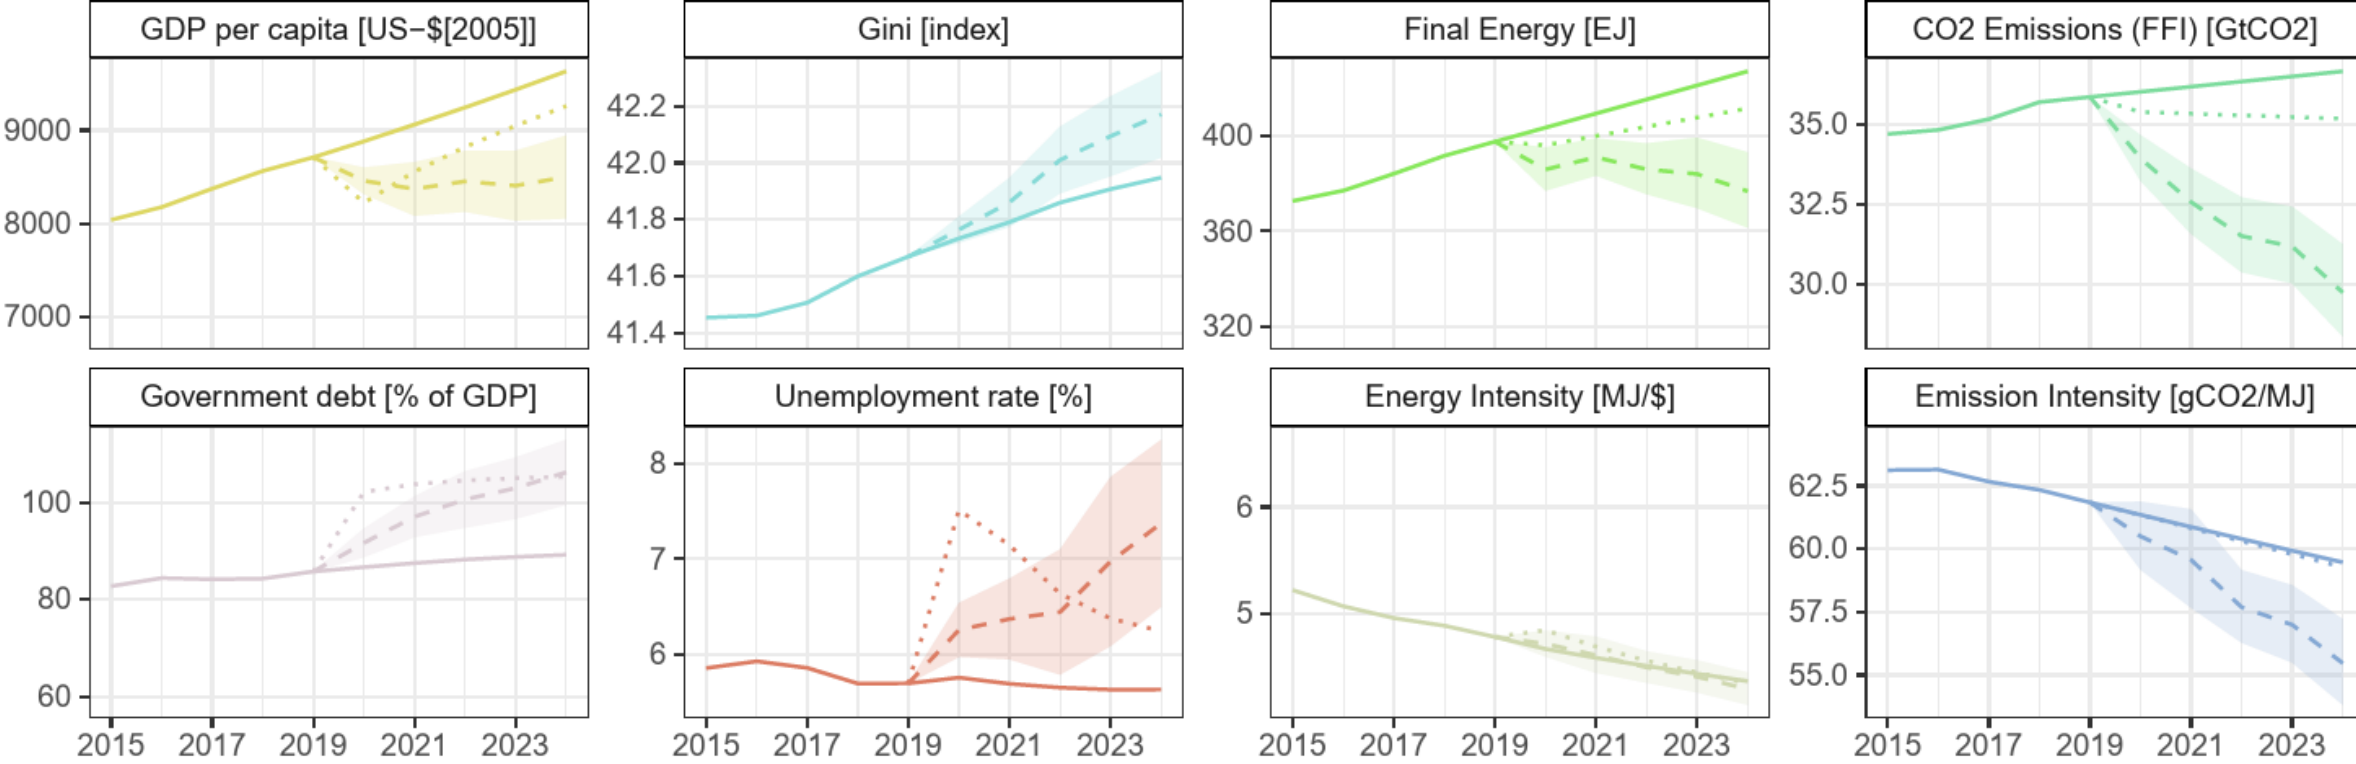 GDP per capita [US−$[2005]]
Gini [index]
Final Energy [EJ]
CO2 Emissions (FFI) [GtCO2]
9000
8000
7000
42.2
42.0
41.8
41.6
41.4
400
360
320
35.0
32.5
30.0
Government debt [% of GDP]
Unemployment rate [%]
Energy Intensity [MJ/$]
Emission Intensity [gCO2/MJ]
100
80
60
8
7
6
6
5
62.5
60.0
57.5
55.0
2015 2017 2019 2021 2023
2015 2017 2019 2021 2023
2015 2017 2019 2021 2023
2015 2017 2019 2021 2023